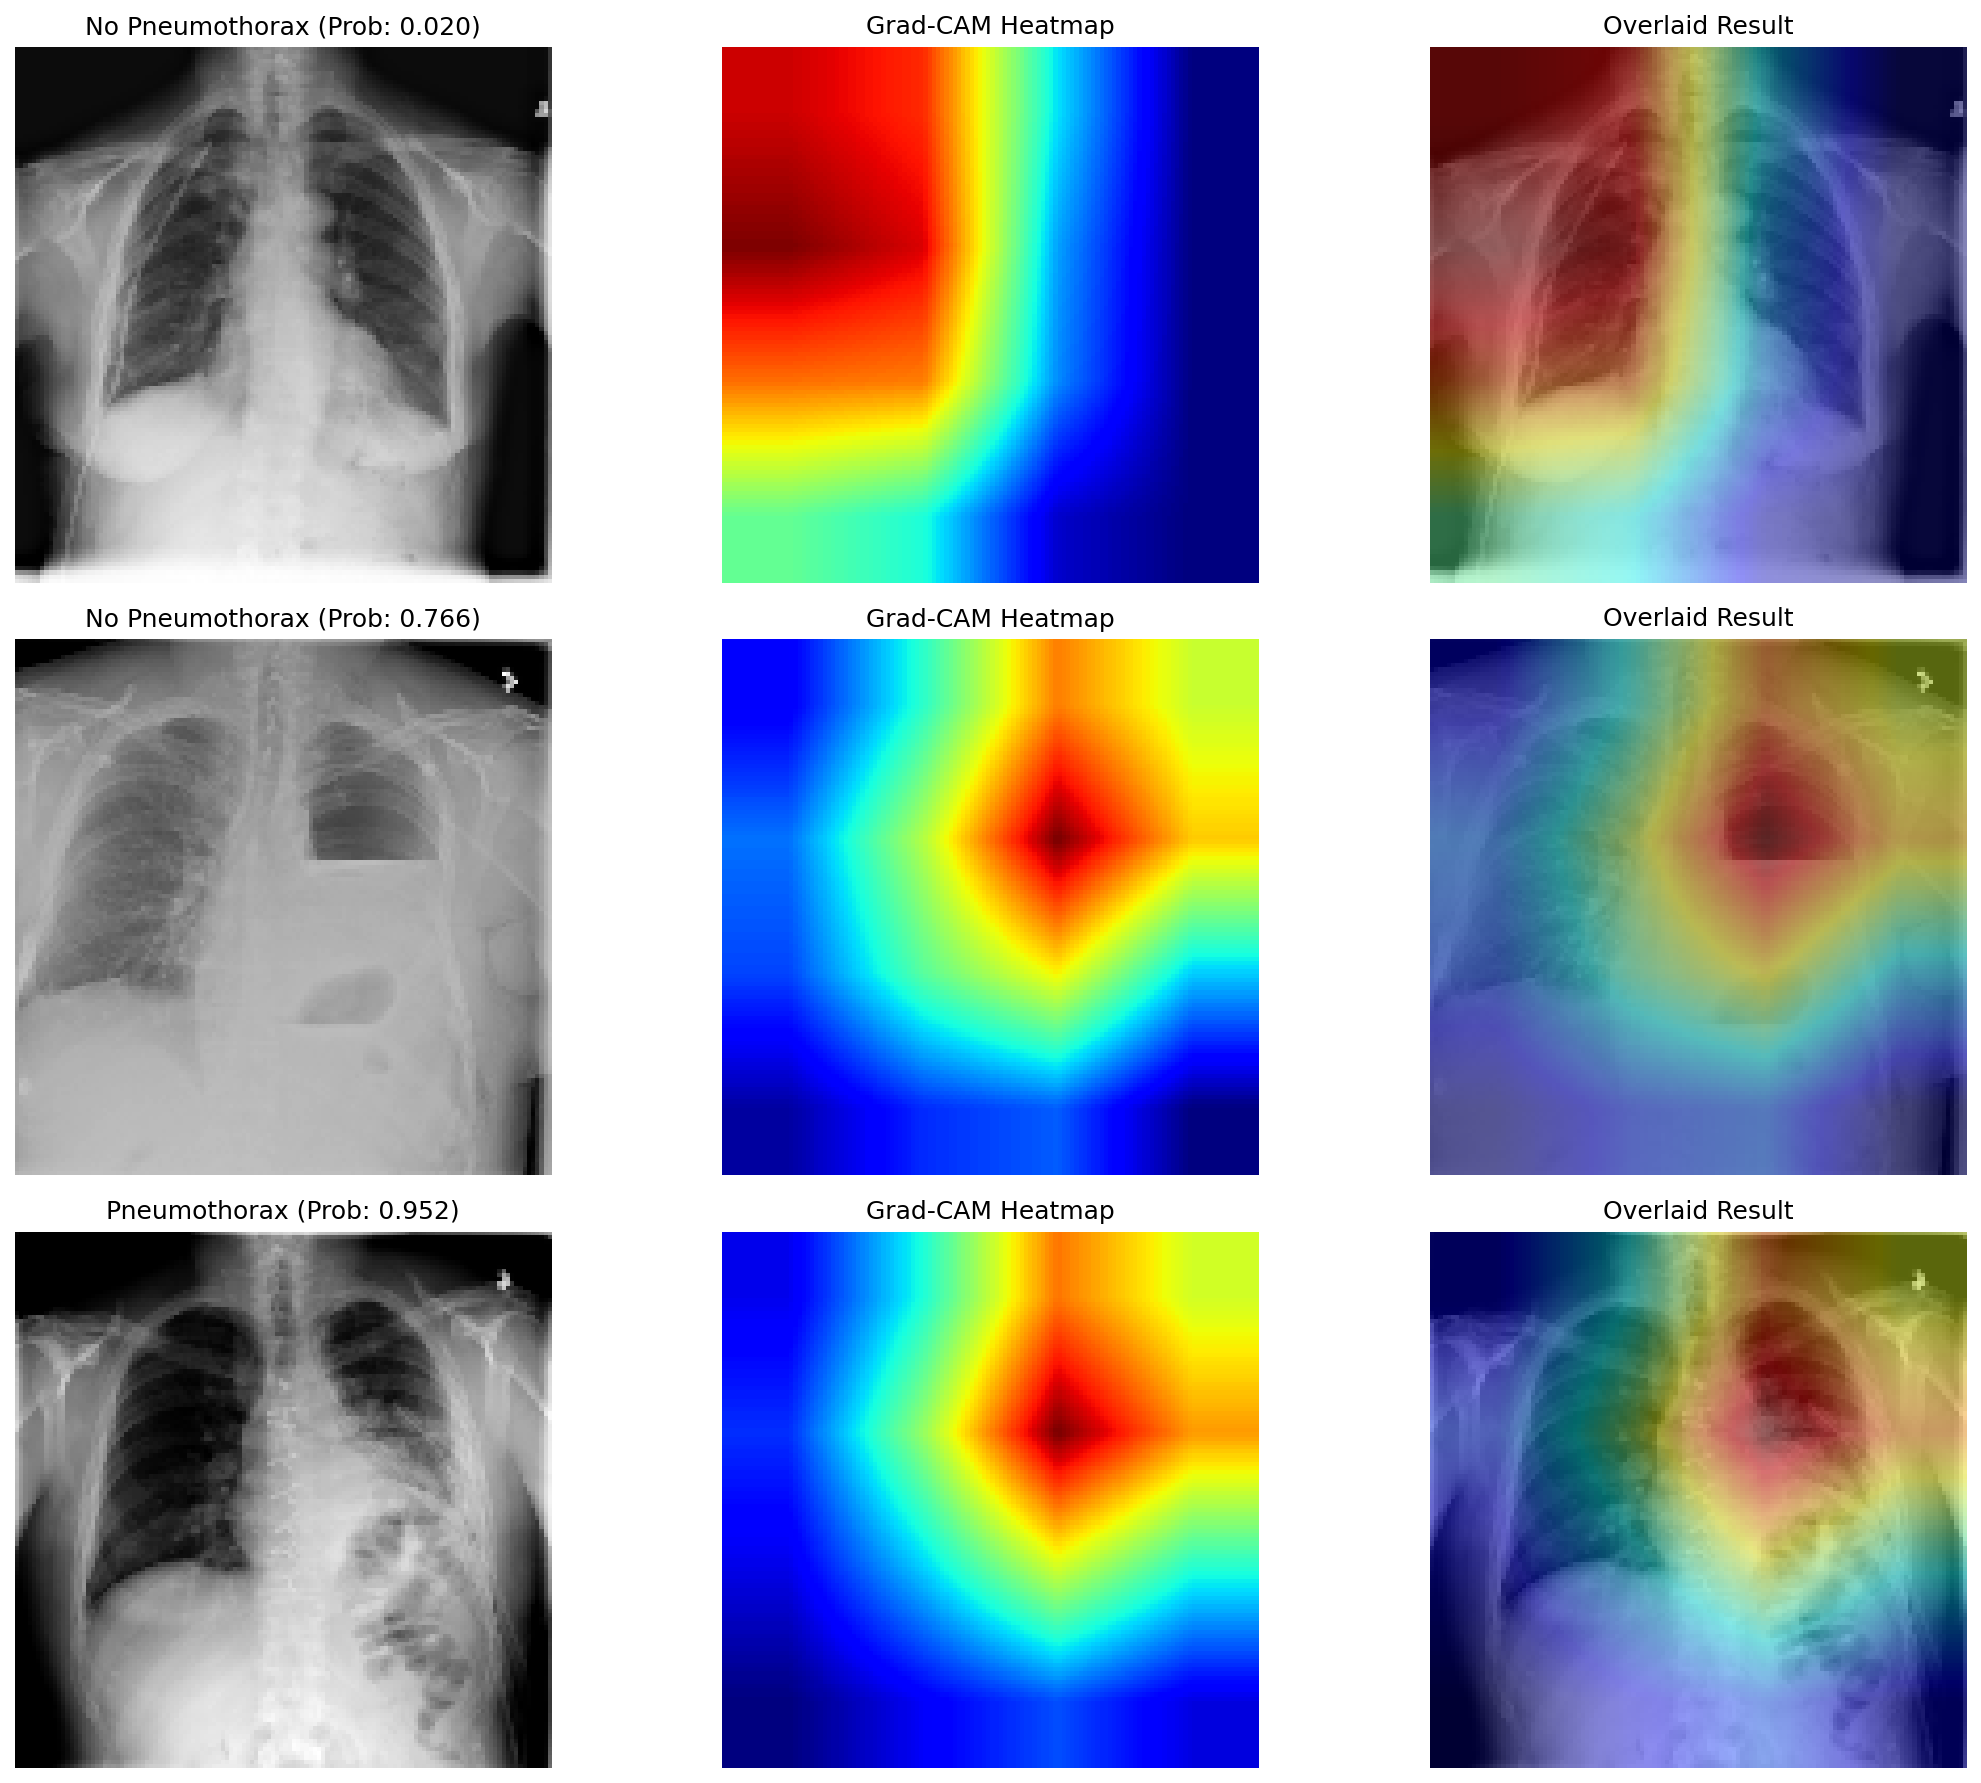 No Pneumothorax (Prob: 0.020)
Grad-CAM Heatmap
Overlaid Result
No Pneumothorax (Prob: 0.766)
Grad-CAM Heatmap
Overlaid Result
Pneumothorax (Prob: 0.952)
Grad-CAM Heatmap
Overlaid Result